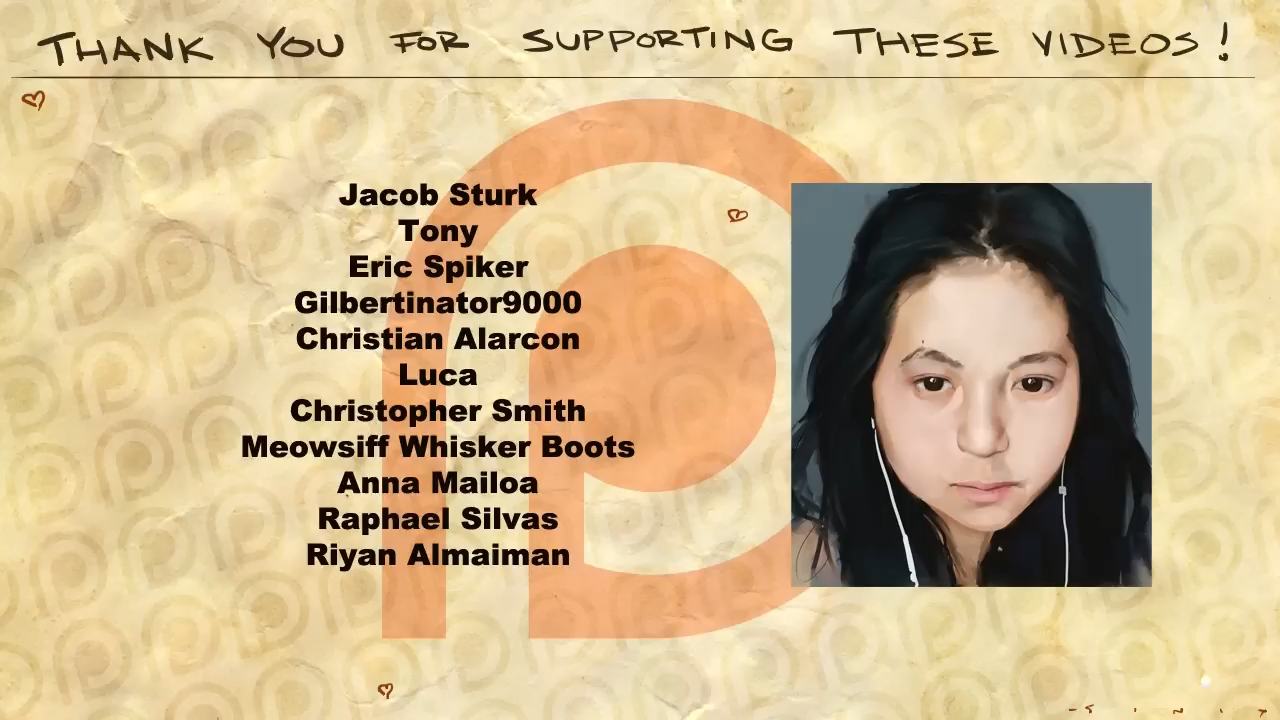 THANK YOU FOR SUPPORTING THESE VIDEOS!
Jacob Sturk
Tony
Eric Spiker
Gilbertinator9000
Christian Alarcon
Luca
Christopher Smith
Meowsiff Whisker Boots
Anna Mailoa
Raphael Silvas
Riyan Almaiman